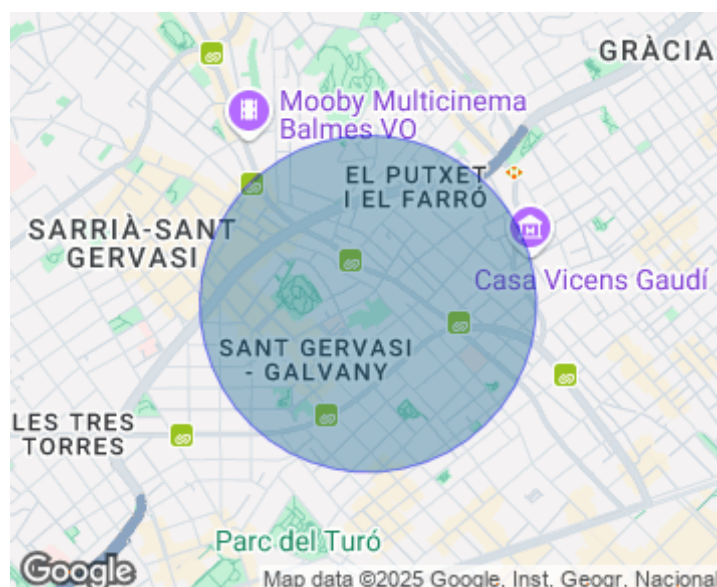 GRÀCIA
Mooby Multicinema
Balmes VO
EL PUTXET
I EL FARRÓ
SARRIÀ-SANT
GERVASI
Casa Vicens Gaudí
SANT GERVASI
- GALVANY
LES TRES
TORRES
Parc del Turó
Google
Map data ©2025 Google, Inst. Geogr. Nacional